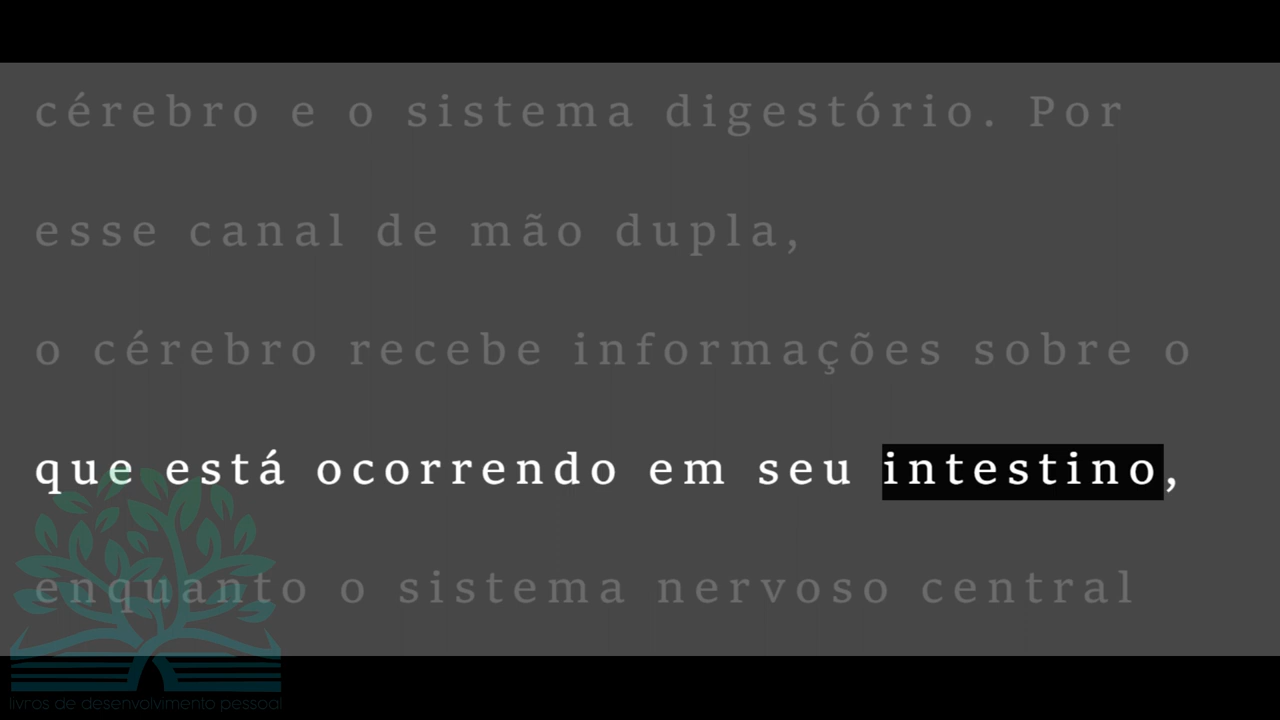 cérebro e o sistema digestório. Por
esse canal de mão dupla,
o cérebro recebe informações sobre o
que está ocorrendo em seu intestino,
enquanto o sistema nervoso central
livros de desenvolvimento pessoal